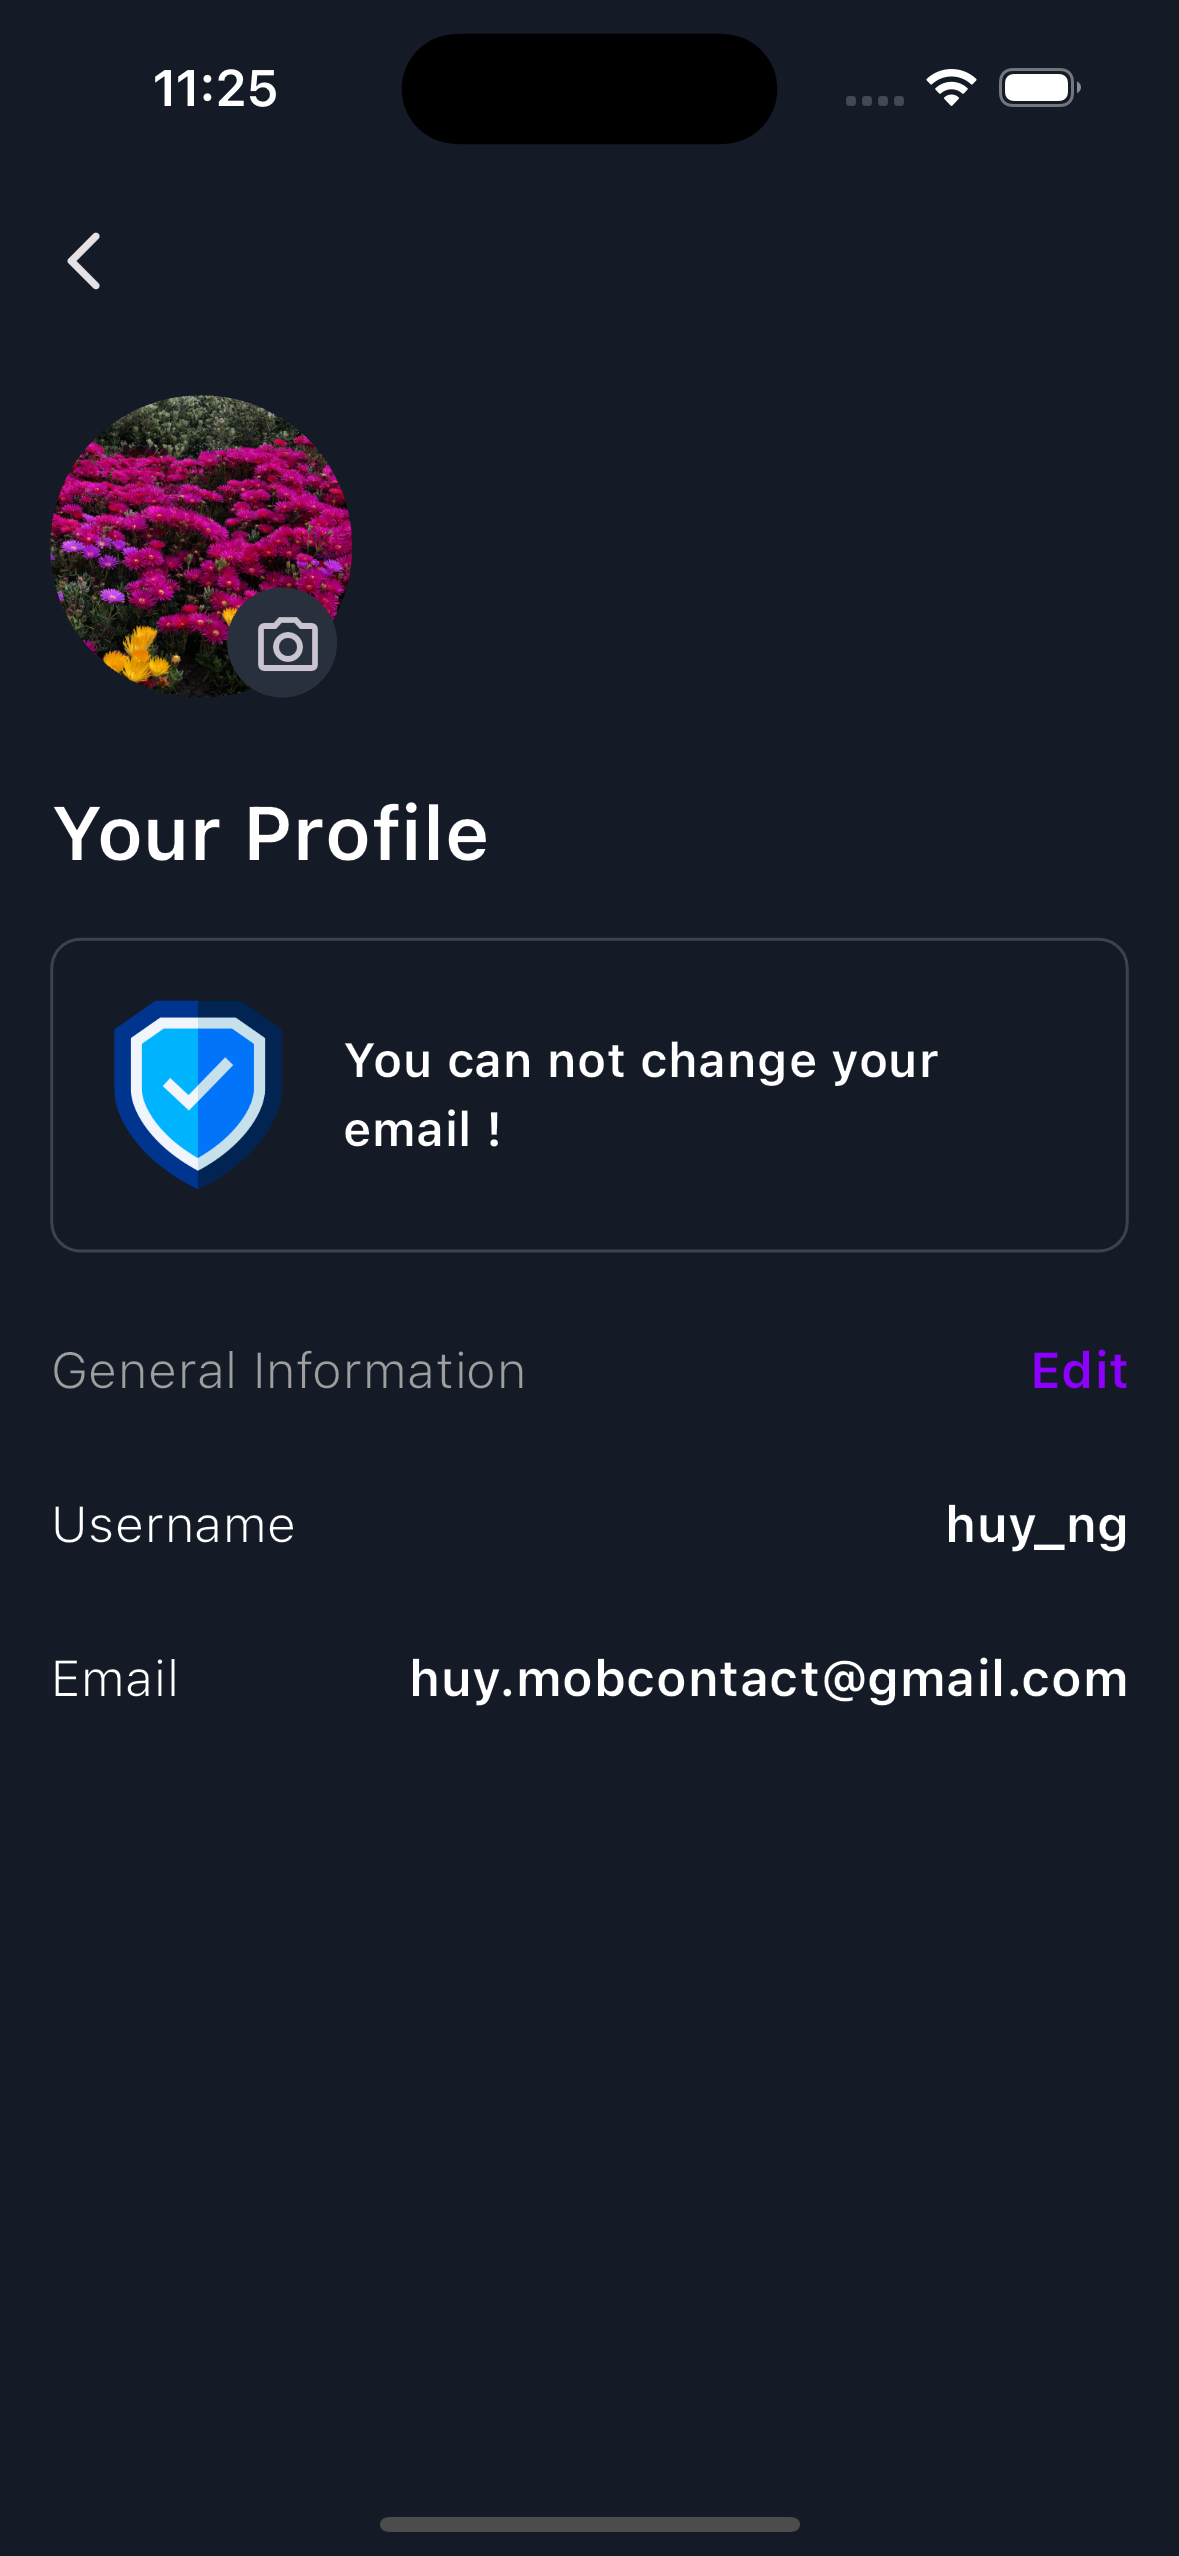 11:25
Your Profile
You can not change your
email !
General Information
Edit
Username
huy_ng
Email
huy.mobcontact@gmail.com